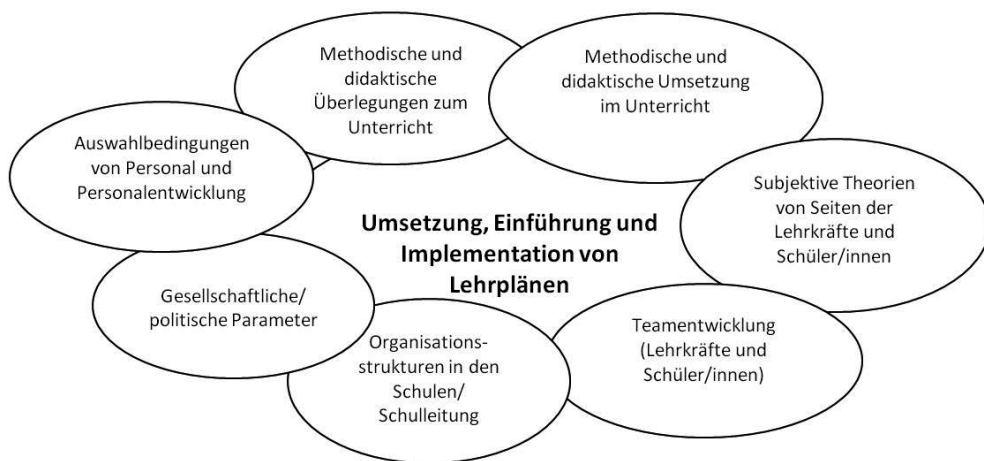 Methodische und
didaktische
Überlegungen zum
Unterricht
Methodische und
didaktische Umsetzung
im Unterricht
Auswahlbedingungen
von Personal und
Personalentwicklung
Subjektive Theorien
von Seiten der
Lehrkräfte und
Schüler/innen
Umsetzung, Einführung und
Implementation von
Lehrplänen
Gesellschaftliche/
politische Parameter
Organisations-
strukturen in den
Schulen/
Schulleitung
Teamentwicklung
(Lehrkräfte und
Schüler/innen)